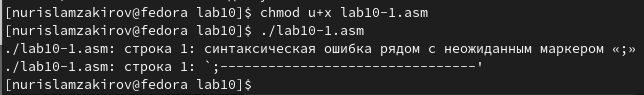 [nurislamzakirov@fedora lab10]$ chmod u+x lab10-1.asm
[nurislamzakirov@fedora lab10]$ ./lab10-1.asm
./lab10-1.asm: строка 1: синтаксическая ошибка рядом с неожиданным маркером «;»
./lab10-1.asm: строка 1: `;--------------------------------'
[nurislamzakirov@fedora lab10]$